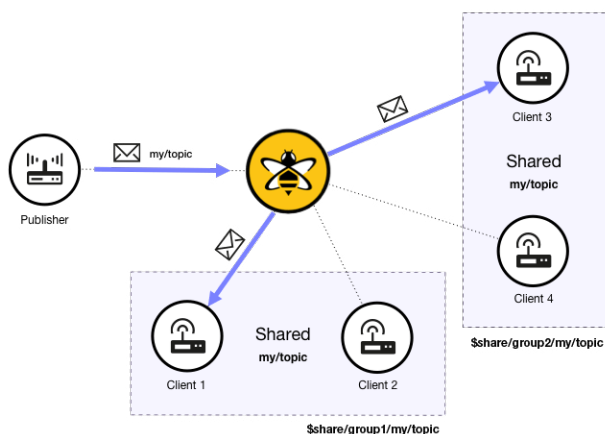 my/topic
Publisher
Client 3
Shared
my/topic
Client 4
$share/group2/my/topic
Shared
my/topic
Client 1
Client 2
$share/group1/my/topic